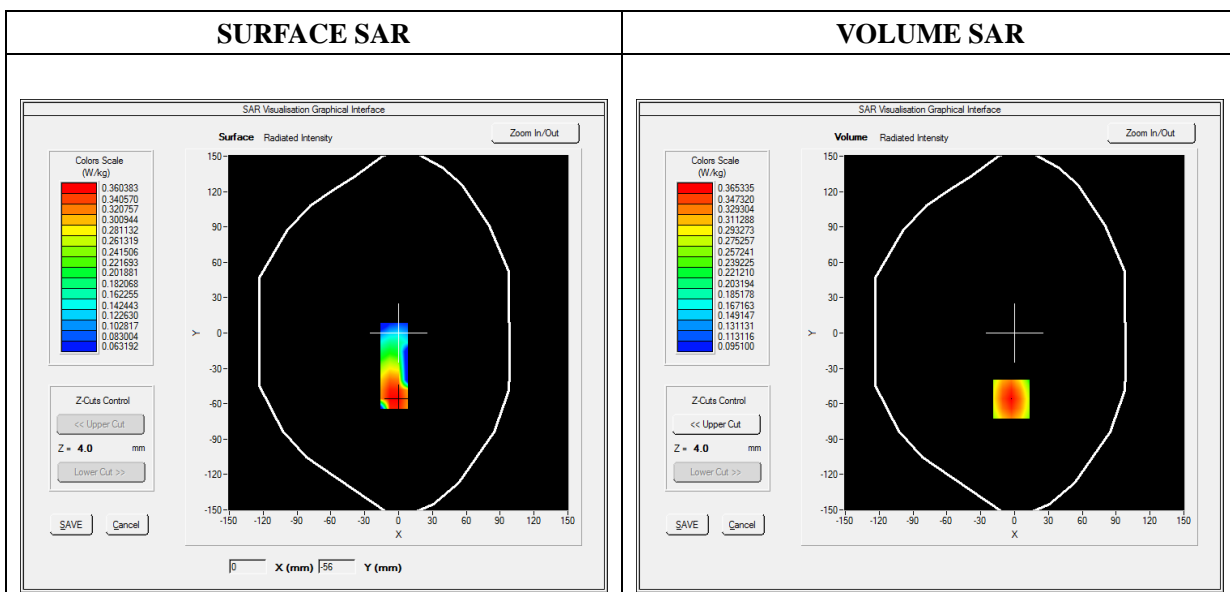 SURFACE SAR
VOLUME SAR
SAR Visualisation Graphical Interface
Surface Radiated Intensity
Zoom In/Out
Colors Scale
(W/kg)
0.360383
0.340570
0.320757
0.300944
0.281132
0.261319
0.241506
0.221693
0.201881
0.182068
0.162255
0.142443
0.122630
0.102817
0.083004
0.063192
Z-Cuts Control
<< Upper Cut
Z = 4.0 mm
Lower Cut >>
SAVE Cancel
150
120
90
60
30
0
-30
-60
-90
-120
-150
Y
-150 -120 -90 -60 -30 0 30 60 90 120 150
X
0 X (mm) -56 Y (mm)
SAR Visualisation Graphical Interface
Volume Radiated Intensity
Zoom In/Out
Colors Scale
(W/kg)
0.365335
0.347320
0.329304
0.311288
0.293273
0.275257
0.257241
0.239225
0.221210
0.203194
0.185178
0.167163
0.149147
0.131131
0.113116
0.095100
Z-Cuts Control
<< Upper Cut
Z = 4.0 mm
Lower Cut >>
SAVE Cancel
150
120
90
60
30
0
-30
-60
-90
-120
-150
Y
-150 -120 -90 -60 -30 0 30 60 90 120 150
X